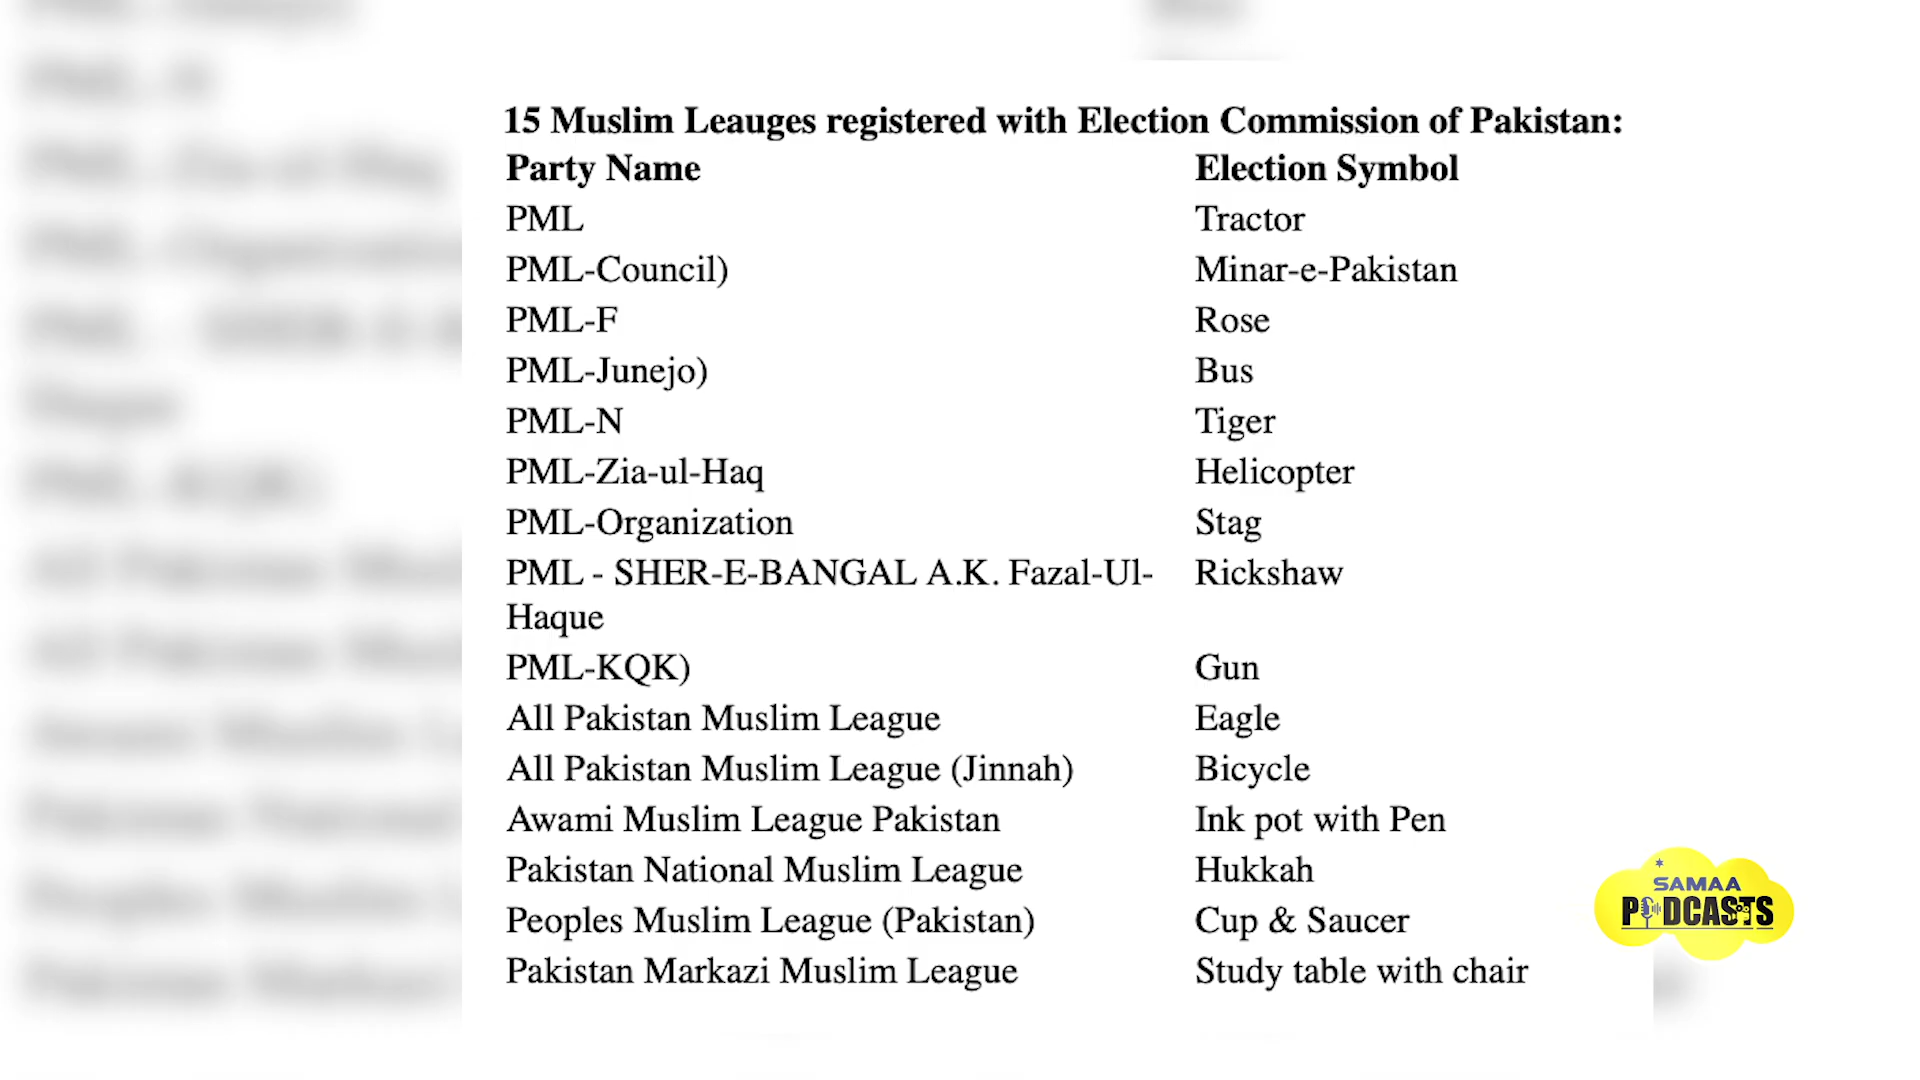 15 Muslim Leauges registered with Election Commission of Pakistan:
Party Name Election Symbol
PML Tractor
PML-Council) Minar-e-Pakistan
PML-F Rose
PML-Junejo) Bus
PML-N Tiger
PML-Zia-ul-Haq Helicopter
PML-Organization Stag
PML - SHER-E-BANGAL A.K. Fazal-Ul- Rickshaw
Haque
PML-KQK) Gun
All Pakistan Muslim League Eagle
All Pakistan Muslim League (Jinnah) Bicycle
Awami Muslim League Pakistan Ink pot with Pen
Pakistan National Muslim League Hukkah
Peoples Muslim League (Pakistan) Cup & Saucer
Pakistan Markazi Muslim League Study table with chair
SAMAA
PODCASTS